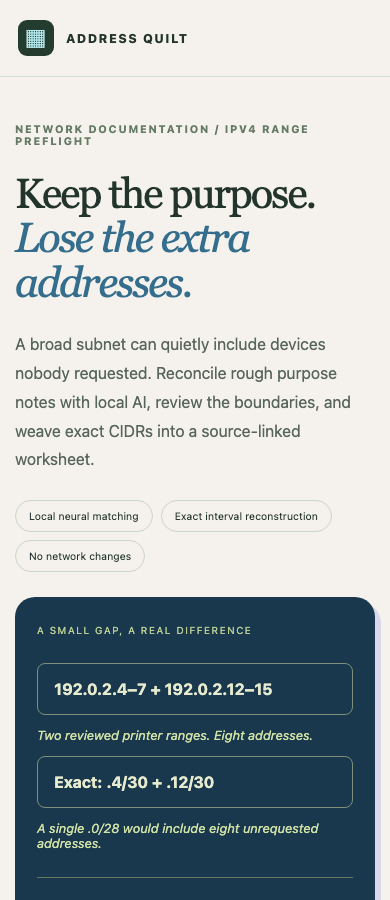 ADDRESS QUILT
NETWORK DOCUMENTATION / IPV4 RANGE
PREFLIGHT
Keep the purpose.
Lose the extra
addresses.
A broad subnet can quietly include devices
nobody requested. Reconcile rough purpose
notes with local AI, review the boundaries, and
weave exact CIDRs into a source-linked
worksheet.
Local neural matching
Exact interval reconstruction
No network changes
A SMALL GAP, A REAL DIFFERENCE
192.0.2.4–7 + 192.0.2.12–15
Two reviewed printer ranges. Eight addresses.
Exact: .4/30 + .12/30
A single .0/28 would include eight unrequested
addresses.